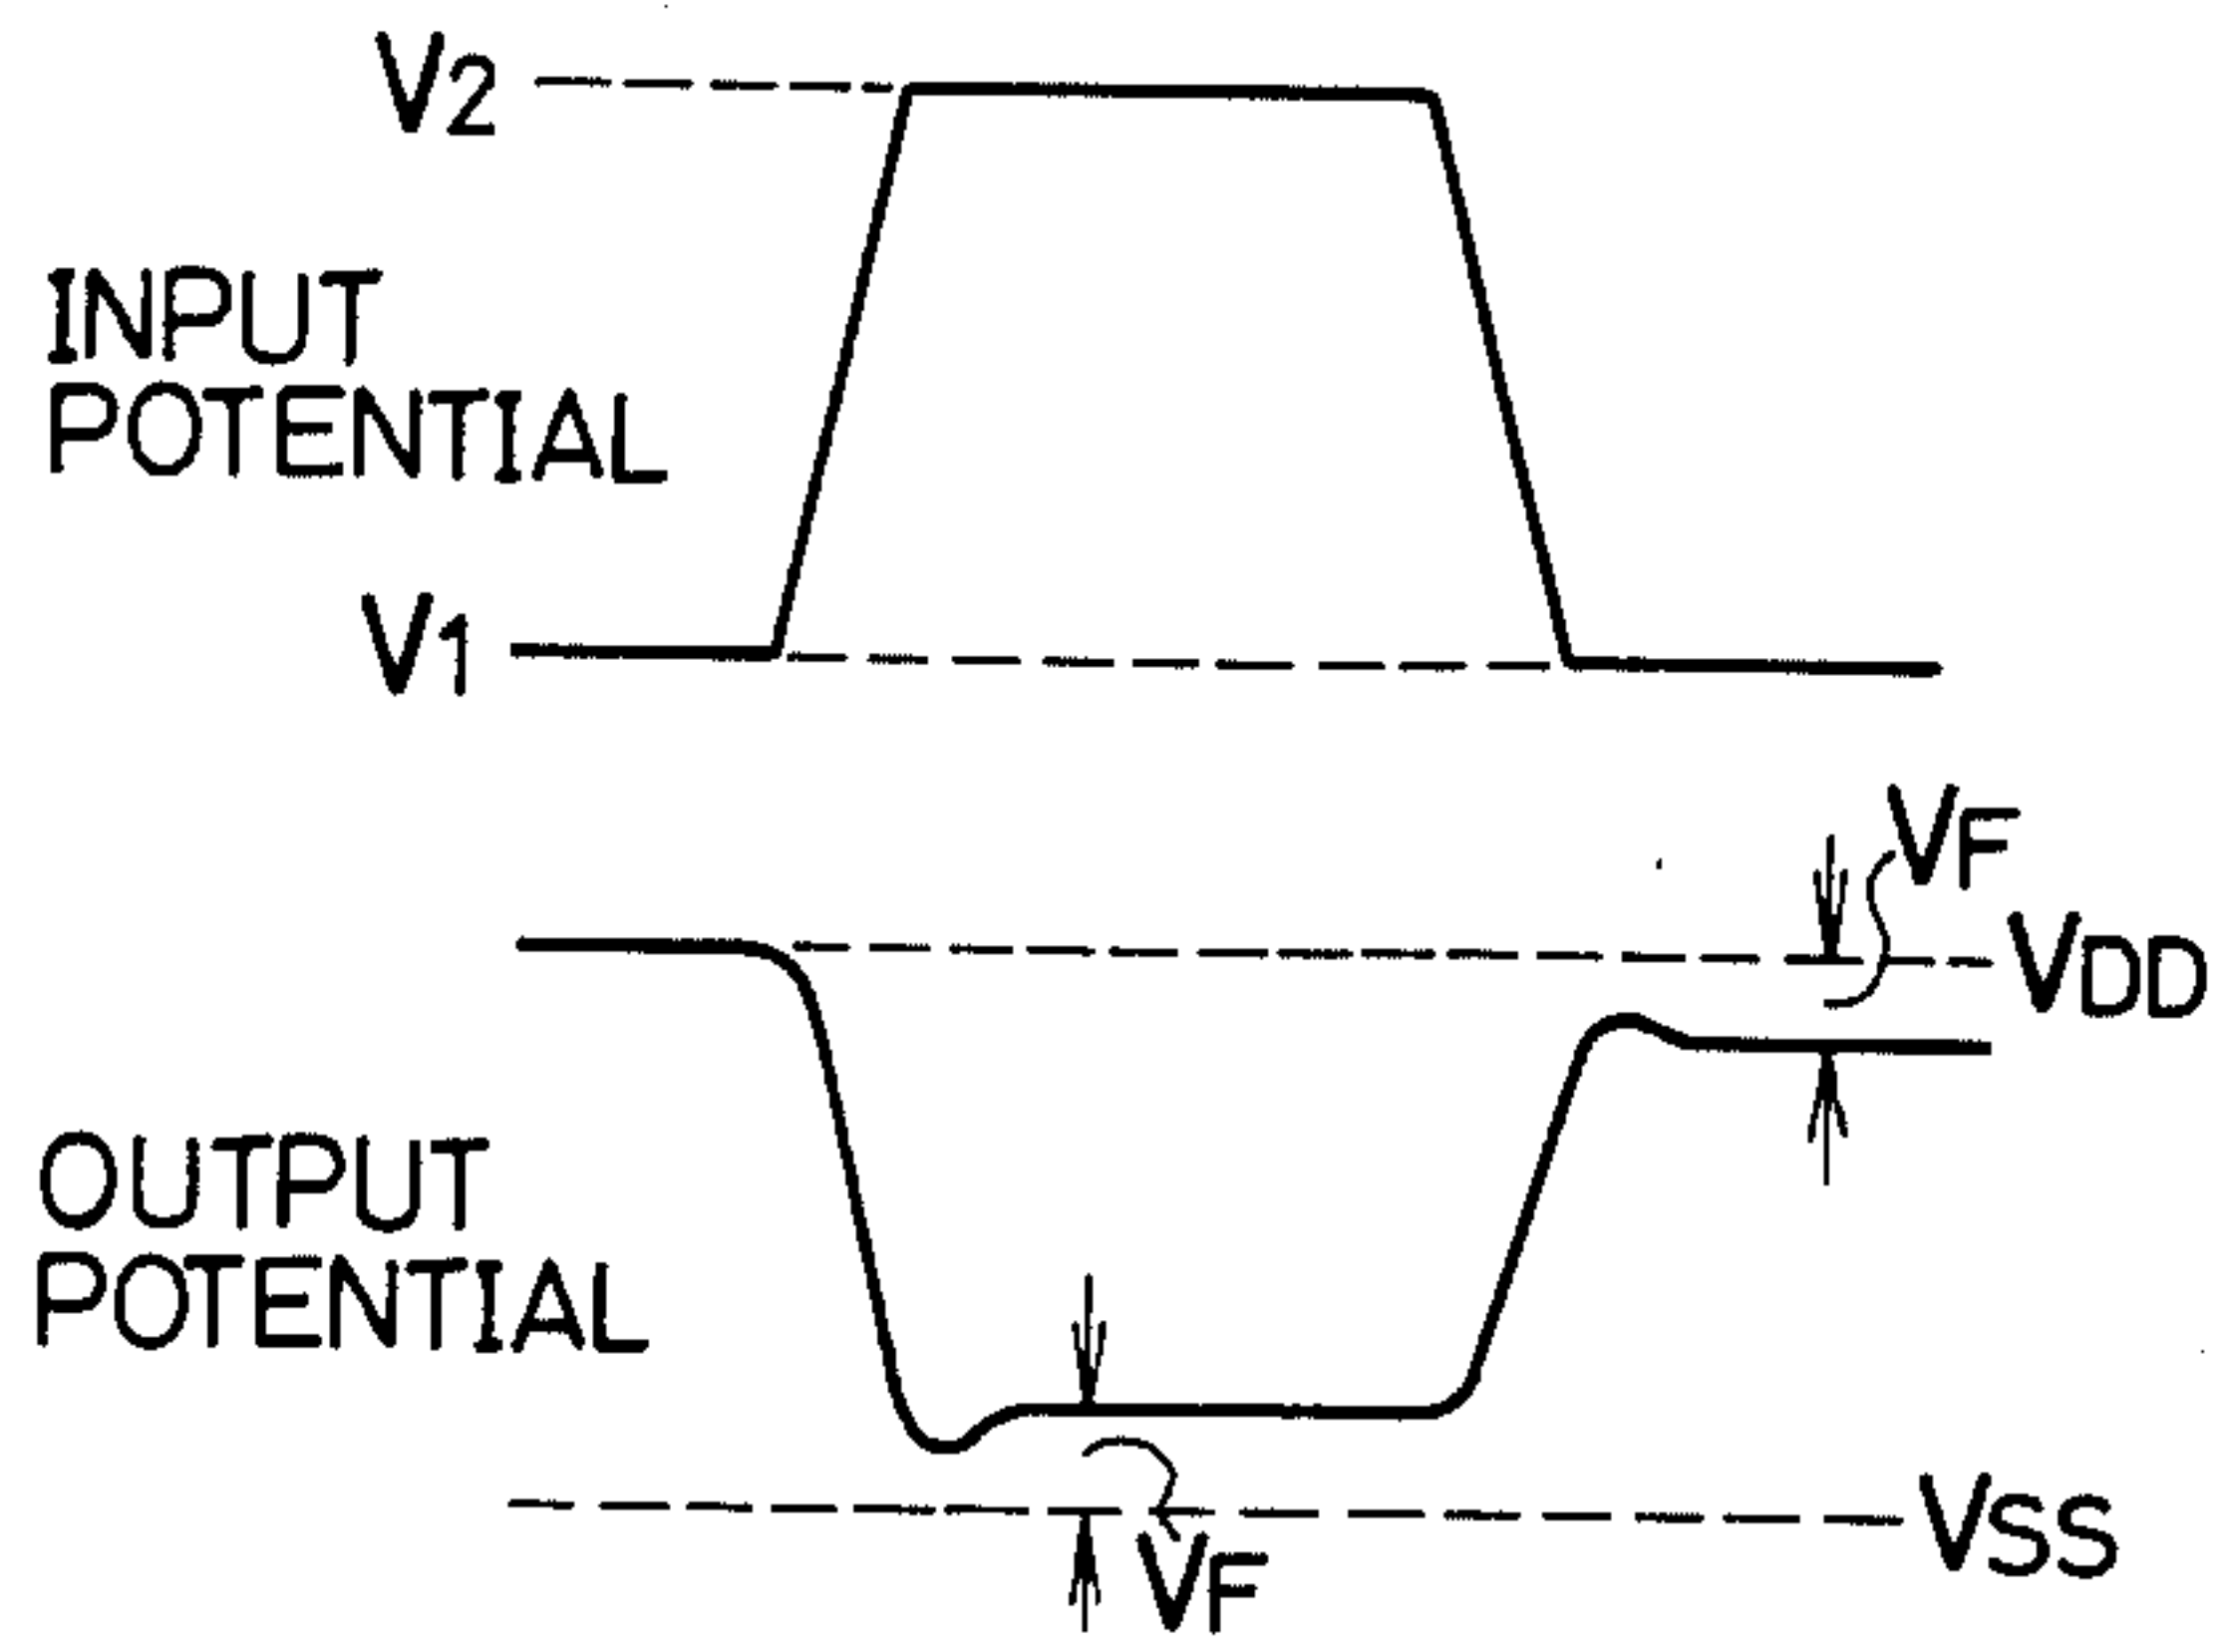 V2
INPUT
POTENTIAL
V1
VF
VDD
OUTPUT
POTENTIAL
VSS
VF